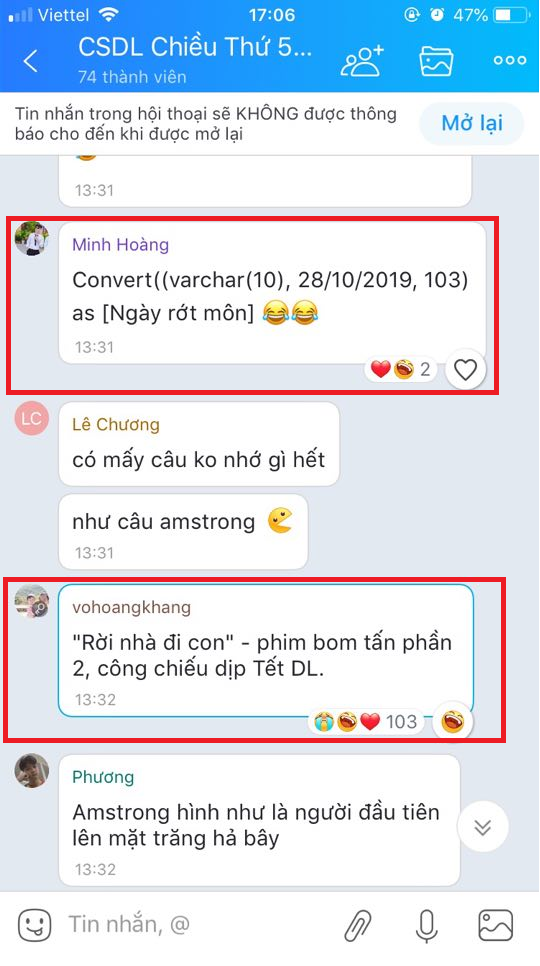 Viettel 17:06 47%
CSDL Chiều Thứ 5...
74 thành viên
Tin nhắn trong hội thoại sẽ KHÔNG được thông
báo cho đến khi được mở lại
Mở lại
13:31
Minh Hoàng
Convert((varchar(10), 28/10/2019, 103)
as [Ngày rớt môn] 😂😂
13:31
2
LC
Lê Chương
có mấy câu ko nhớ gì hết
như câu amstrong
13:31
vohoangkhang
"Rời nhà đi con" - phim bom tấn phần
2, công chiếu dịp Tết DL.
13:32
103
Phương
Amstrong hình như là người đầu tiên
lên mặt trăng hả bây
13:32
Tin nhắn, @